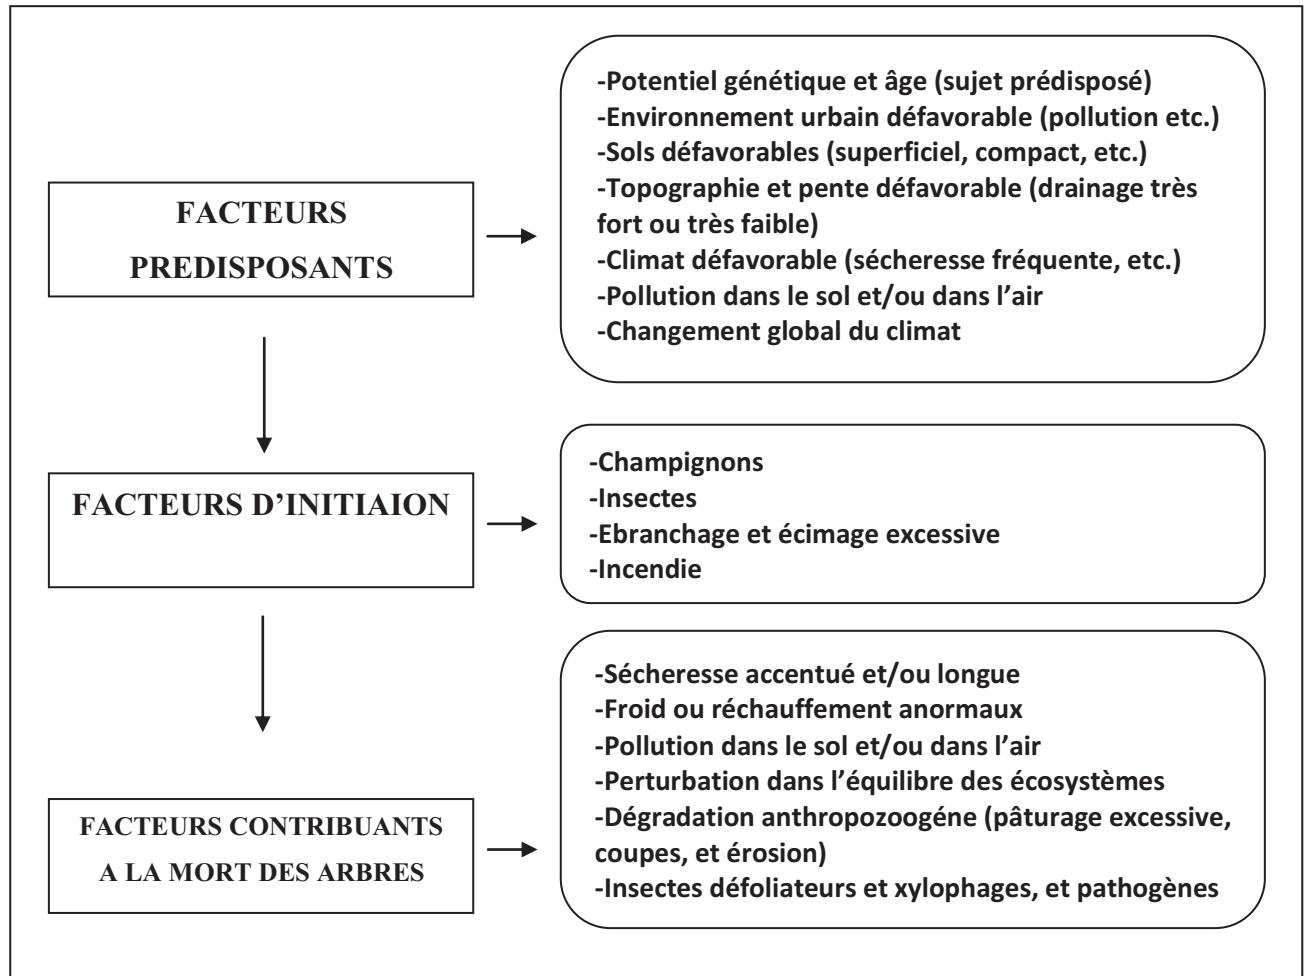 FACTEURS
PREDISPOSANTS
-Potentiel génétique et âge (sujet prédisposé)
-Environnement urbain défavorable (pollution etc.)
-Sols défavorables (superficiel, compact, etc.)
-Topographie et pente défavorable (drainage très
fort ou très faible)
-Climat défavorable (sécheresse fréquente, etc.)
-Pollution dans le sol et/ou dans l’air
-Changement global du climat
FACTEURS D’INITIAION
-Champignons
-Insectes
-Ebranchage et écimage excessive
-Incendie
FACTEURS CONTRIBUANTS
A LA MORT DES ARBRES
-Sécheresse accentué et/ou longue
-Froid ou réchauffement anormaux
-Pollution dans le sol et/ou dans l’air
-Perturbation dans l’équilibre des écosystèmes
-Dégradation anthropozoogéne (pâturage excessive,
coupes, et érosion)
-Insectes défoliateurs et xylophages, et pathogènes